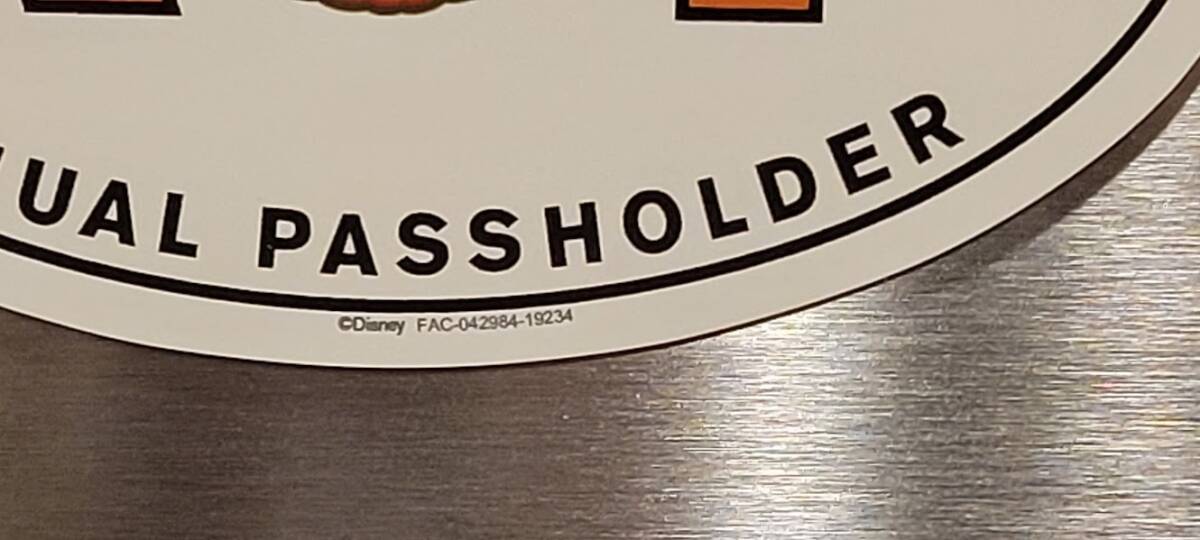 UAL PASSHOLDER
©Disney FAC-042984-19234